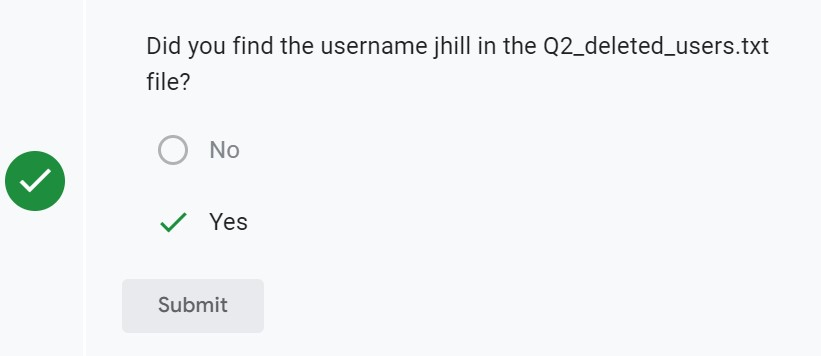 Did you find the username jhill in the Q2_deleted_users.txt
file?
No
Yes
Submit